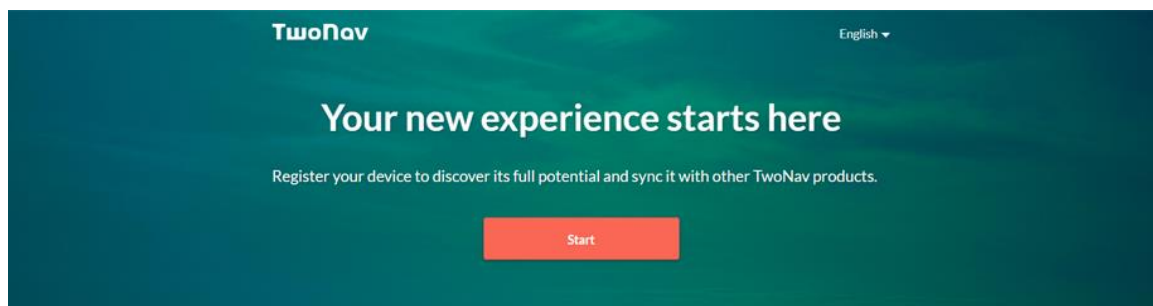 TwoNav
English
Your new experience starts here
Register your device to discover its full potential and sync it with other TwoNav products.
Start